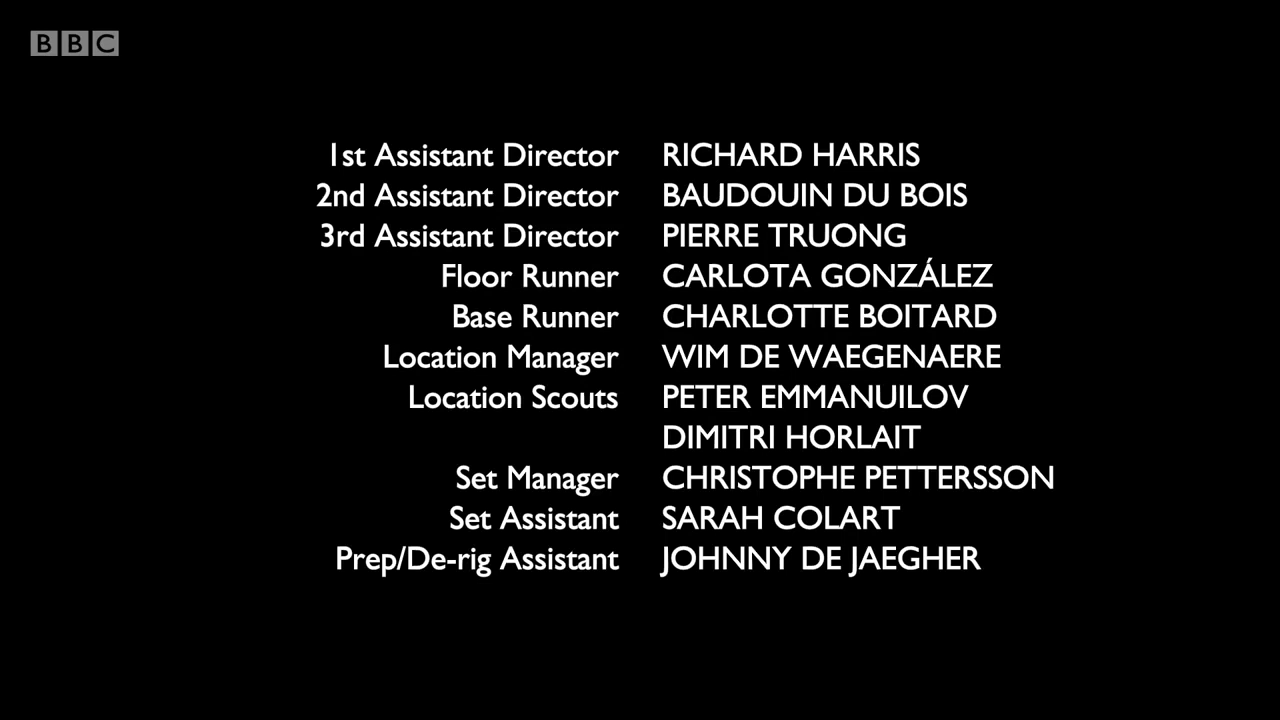 BBC
1st Assistant Director RICHARD HARRIS
2nd Assistant Director BAUDOUIN DU BOIS
3rd Assistant Director PIERRE TRUONG
Floor Runner CARLOTA GONZÁLEZ
Base Runner CHARLOTTE BOITARD
Location Manager WIM DE WAEGENAERE
Location Scouts PETER EMMANUILOV
DIMITRI HORLAIT
Set Manager CHRISTOPHE PETTERSSON
Set Assistant SARAH COLART
Prep/De-rig Assistant JOHNNY DE JAEGHER